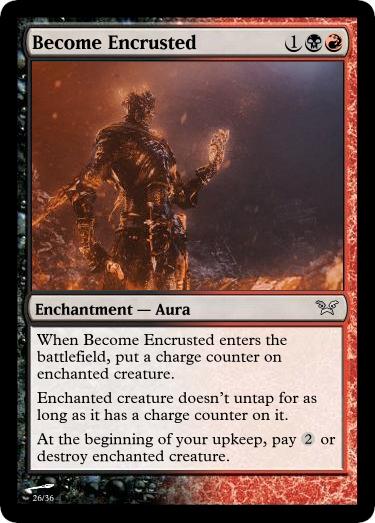 Become Encrusted 1
Enchantment — Aura
When Become Encrusted enters the
battlefield, put a charge counter on
enchanted creature.
Enchanted creature doesn't untap for as
long as it has a charge counter on it.
At the beginning of your upkeep, pay 2 or
destroy enchanted creature.
26/36